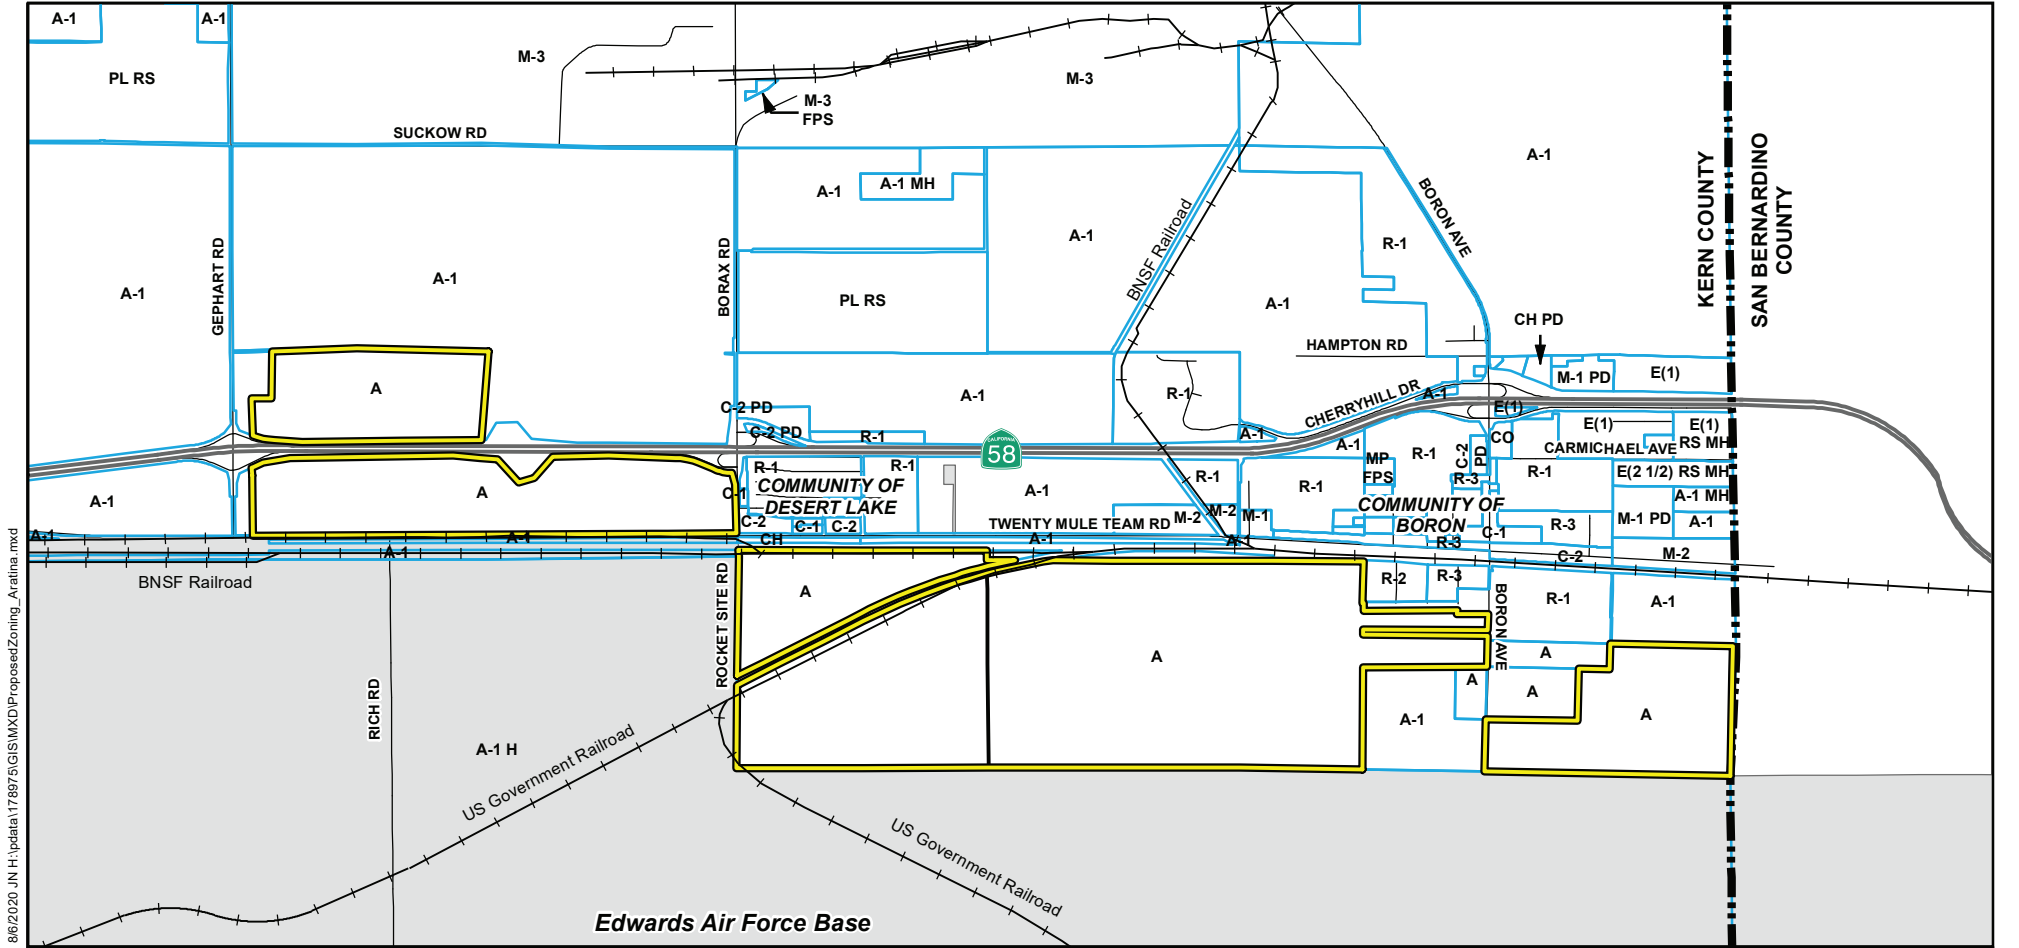 A-1
A-1
PL RS
M-3
M-3
M-3
FPS
SUCKOW RD
A-1
A-1
A-1 MH
A-1
A-1
A-1
GEPHART RD
BORAX RD
BNSF Railroad
BORON AVE
R-1
A-1
PL RS
KERN COUNTY
SAN BERNARDINO
COUNTY
CH PD
HAMPTON RD
M-1 PD
E(1)
A
A-1
R-1
CHERRYHILL DR
A-1
E(1)
C-2 PD
C-2 PD
R-1
CALIFORNIA
58
A-1
A-1
CO
E(1)
E(1)
RS MH
CARMICHAEL AVE
C-2
PD
R-1
MP
FPS
R-1
R-1
R-1
R-1
R-1
R-3
E(2 1/2)
RS MH
A-1 MH
A-1
A
C-1
COMMUNITY OF
DESERT LAKE
A-1
COMMUNITY OF
BORON
C-2
C-1
C-2
TWENTY MULE TEAM RD
M-2
M-2
M-1
C-1
R-3
M-1 PD
A-1
A-1
A-1
A-1
CH
A-1
A-1
R-3
C-2
M-2
BNSF Railroad
ROCKET SITE RD
A
A
R-2
R-3
BORON AVE
R-1
A-1
A
A
A
A
A-1
RICH RD
A-1 H
US Government Railroad
US Government Railroad
Edwards Air Force Base
8/6/2020 JN H:\pdata\178975\GIS\MXD\ProposedZoning_Aratina.mxd